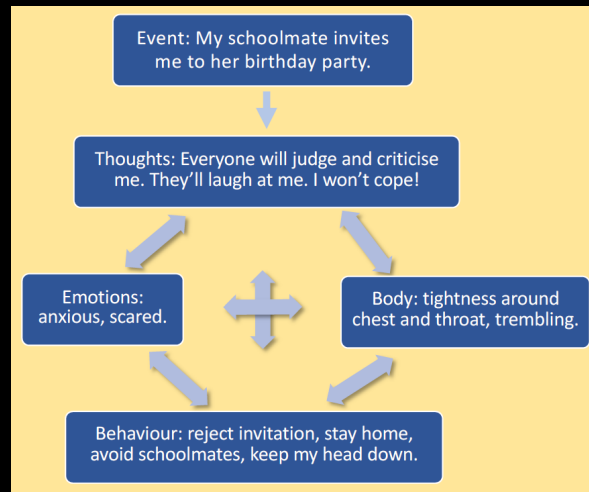 Event: My schoolmate invites
me to her birthday party.
Thoughts: Everyone will judge and criticise
me. They’ll laugh at me. I won’t cope!
Emotions:
anxious, scared.
Body: tightness around
chest and throat, trembling.
Behaviour: reject invitation, stay home,
avoid schoolmates, keep my head down.